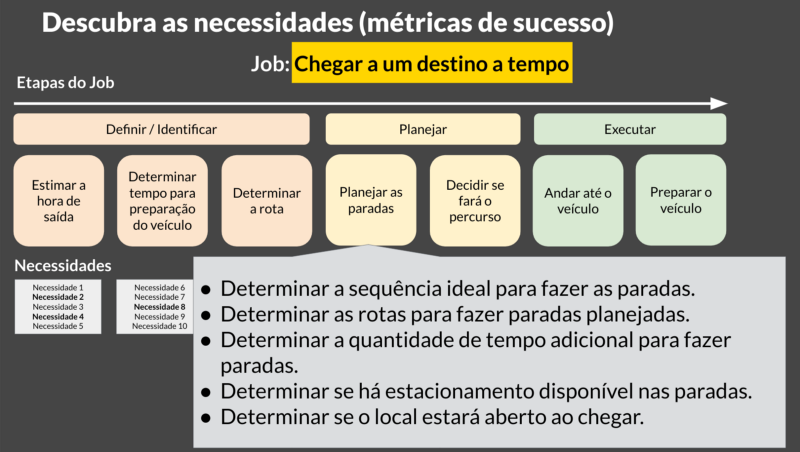 Descubra as necessidades (métricas de sucesso)
Job: Chegar a um destino a tempo
Etapas do Job
Definir / Identificar
Planejar
Executar
Estimar a
hora de
saída
Determinar
tempo para
preparação
do veículo
Determinar
a rota
Planejar as
paradas
Decidir se
fará o
percurso
Andar até o
veículo
Preparar o
veículo
Necessidades
Necessidade 1
Necessidade 2
Necessidade 3
Necessidade 4
Necessidade 5
Necessidade 6
Necessidade 7
Necessidade 8
Necessidade 9
Necessidade 10
● Determinar a sequência ideal para fazer as paradas.
● Determinar as rotas para fazer paradas planejadas.
● Determinar a quantidade de tempo adicional para fazer
paradas.
● Determinar se há estacionamento disponível nas paradas.
● Determinar se o local estará aberto ao chegar.